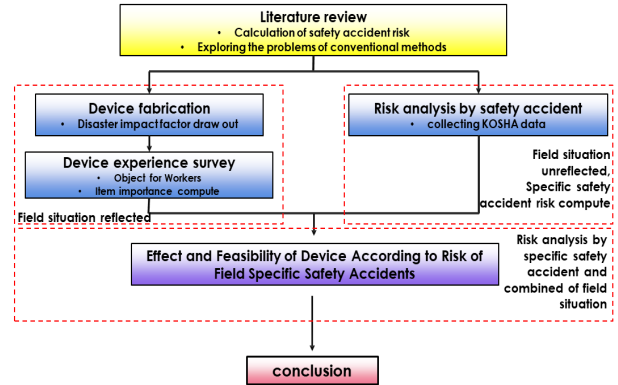 Literature review
• Calculation of safety accident risk
• Exploring the problems of conventional methods
Device fabrication
• Disaster impact factor draw out
Risk analysis by safety accident
• collecting KOSHA data
Device experience survey
• Object for Workers
• Item importance compute
Field situation
unreflected,
Specific safety
accident risk compute
Field situation reflected
Effect and Feasibility of Device According to Risk of
Field Specific Safety Accidents
Risk analysis by
specific safety
accident and
combined of field
situation
conclusion